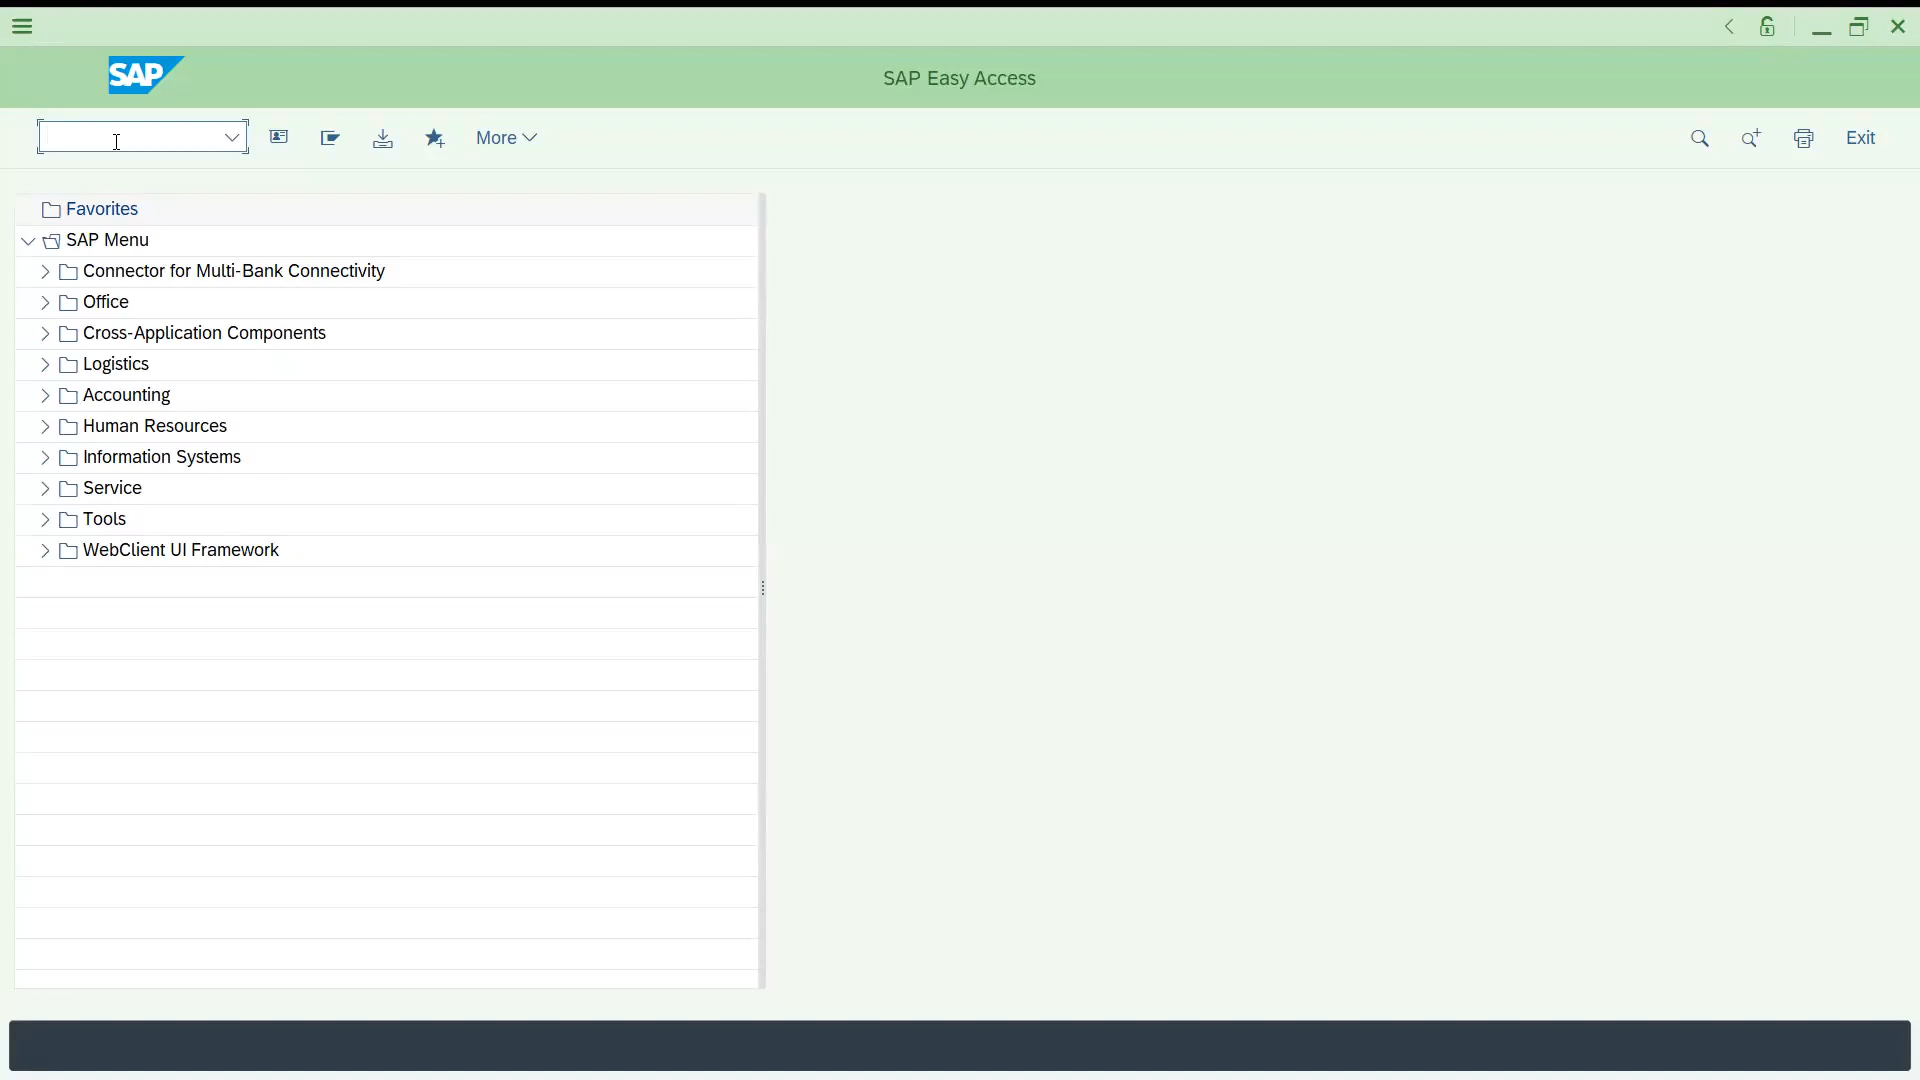 SAP
SAP Easy Access
More
Exit
Favorites
SAP Menu
Connector for Multi-Bank Connectivity
Office
Cross-Application Components
Logistics
Accounting
Human Resources
Information Systems
Service
Tools
WebClient UI Framework